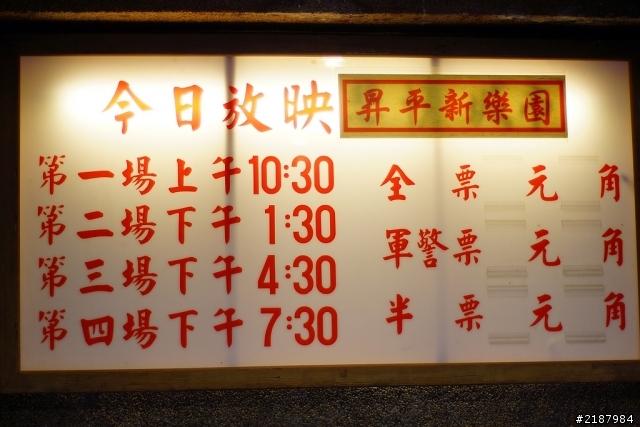 今日放映 昇平新樂園
第一場上午10:30 全 票 元 角
第二場下午 1:30
第三場下午4:30 軍警票 元 角
第四場下午7:30 半 票 元 角
#2187984